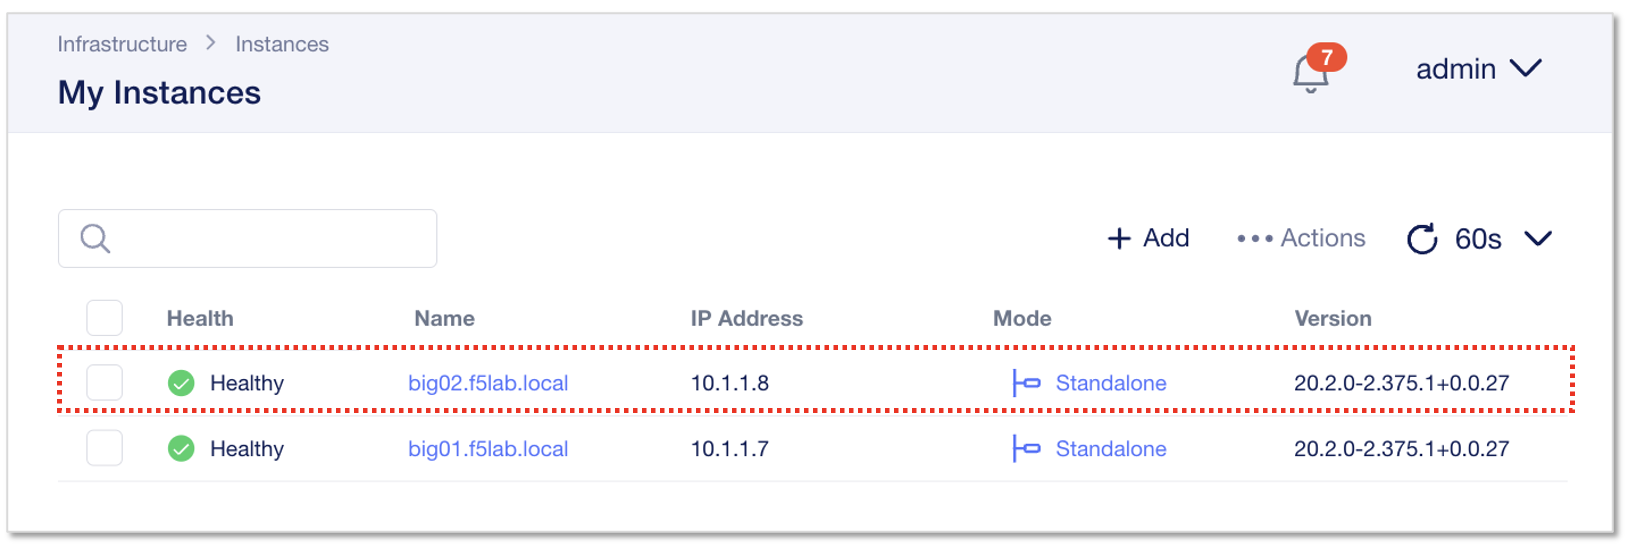 Infrastructure > Instances
My Instances
7
admin
+ Add
••• Actions
60s
Health Name IP Address Mode Version
Healthy big02.f5lab.local 10.1.1.8 Standalone 20.2.0-2.375.1+0.0.27
Healthy big01.f5lab.local 10.1.1.7 Standalone 20.2.0-2.375.1+0.0.27